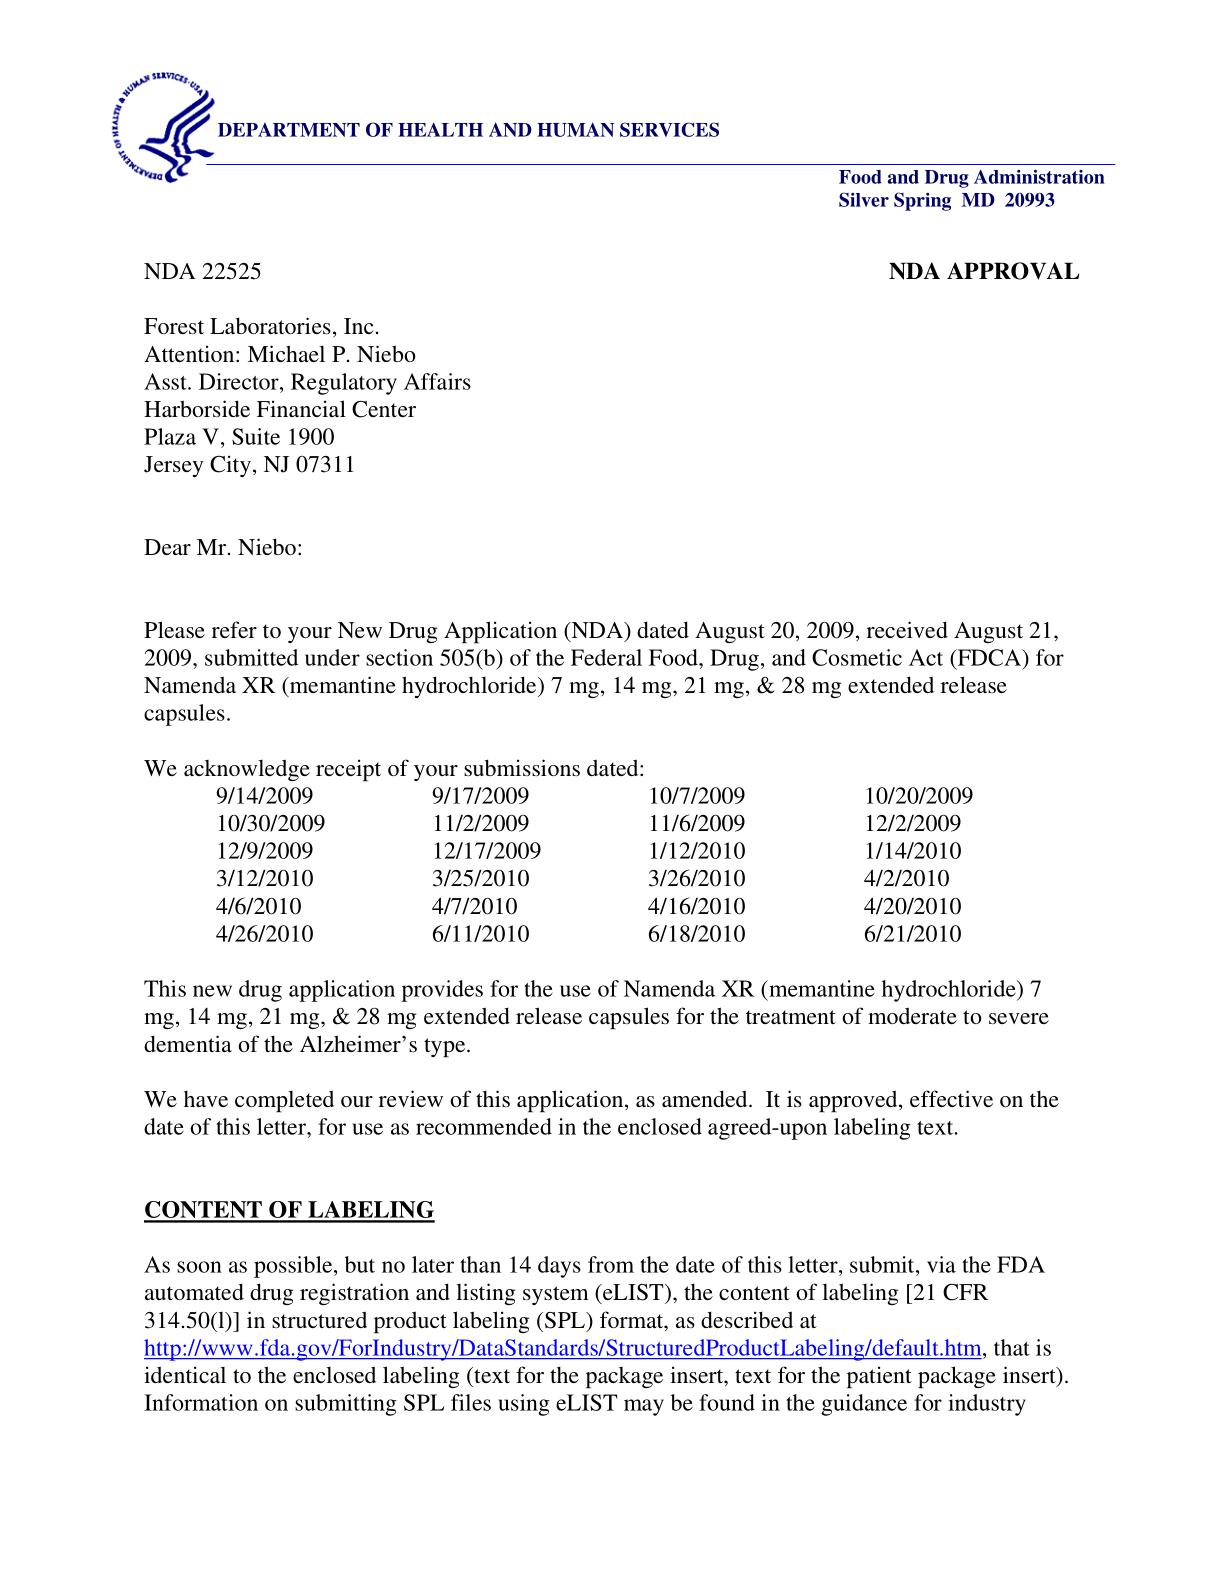 DEPARTMENT OF HEALTH & HUMAN SERVICES·USA
DEPARTMENT OF HEALTH AND HUMAN SERVICES
Food and Drug Administration
Silver Spring  MD  20993
NDA 22525 NDA APPROVAL
Forest Laboratories, Inc.
Attention: Michael P. Niebo
Asst. Director, Regulatory Affairs
Harborside Financial Center
Plaza V, Suite 1900
Jersey City, NJ 07311
Dear Mr. Niebo:
Please refer to your New Drug Application (NDA) dated August 20, 2009, received August 21,
2009, submitted under section 505(b) of the Federal Food, Drug, and Cosmetic Act (FDCA) for
Namenda XR (memantine hydrochloride) 7 mg, 14 mg, 21 mg, & 28 mg extended release
capsules.
We acknowledge receipt of your submissions dated:
9/14/2009 9/17/2009 10/7/2009 10/20/2009
10/30/2009 11/2/2009 11/6/2009 12/2/2009
12/9/2009 12/17/2009 1/12/2010 1/14/2010
3/12/2010 3/25/2010 3/26/2010 4/2/2010
4/6/2010 4/7/2010 4/16/2010 4/20/2010
4/26/2010 6/11/2010 6/18/2010 6/21/2010
This new drug application provides for the use of Namenda XR (memantine hydrochloride) 7
mg, 14 mg, 21 mg, & 28 mg extended release capsules for the treatment of moderate to severe
dementia of the Alzheimer’s type.
We have completed our review of this application, as amended.  It is approved, effective on the
date of this letter, for use as recommended in the enclosed agreed-upon labeling text.
CONTENT OF LABELING
As soon as possible, but no later than 14 days from the date of this letter, submit, via the FDA
automated drug registration and listing system (eLIST), the content of labeling [21 CFR
314.50(l)] in structured product labeling (SPL) format, as described at
http://www.fda.gov/ForIndustry/DataStandards/StructuredProductLabeling/default.htm, that is
identical to the enclosed labeling (text for the package insert, text for the patient package insert).
Information on submitting SPL files using eLIST may be found in the guidance for industry